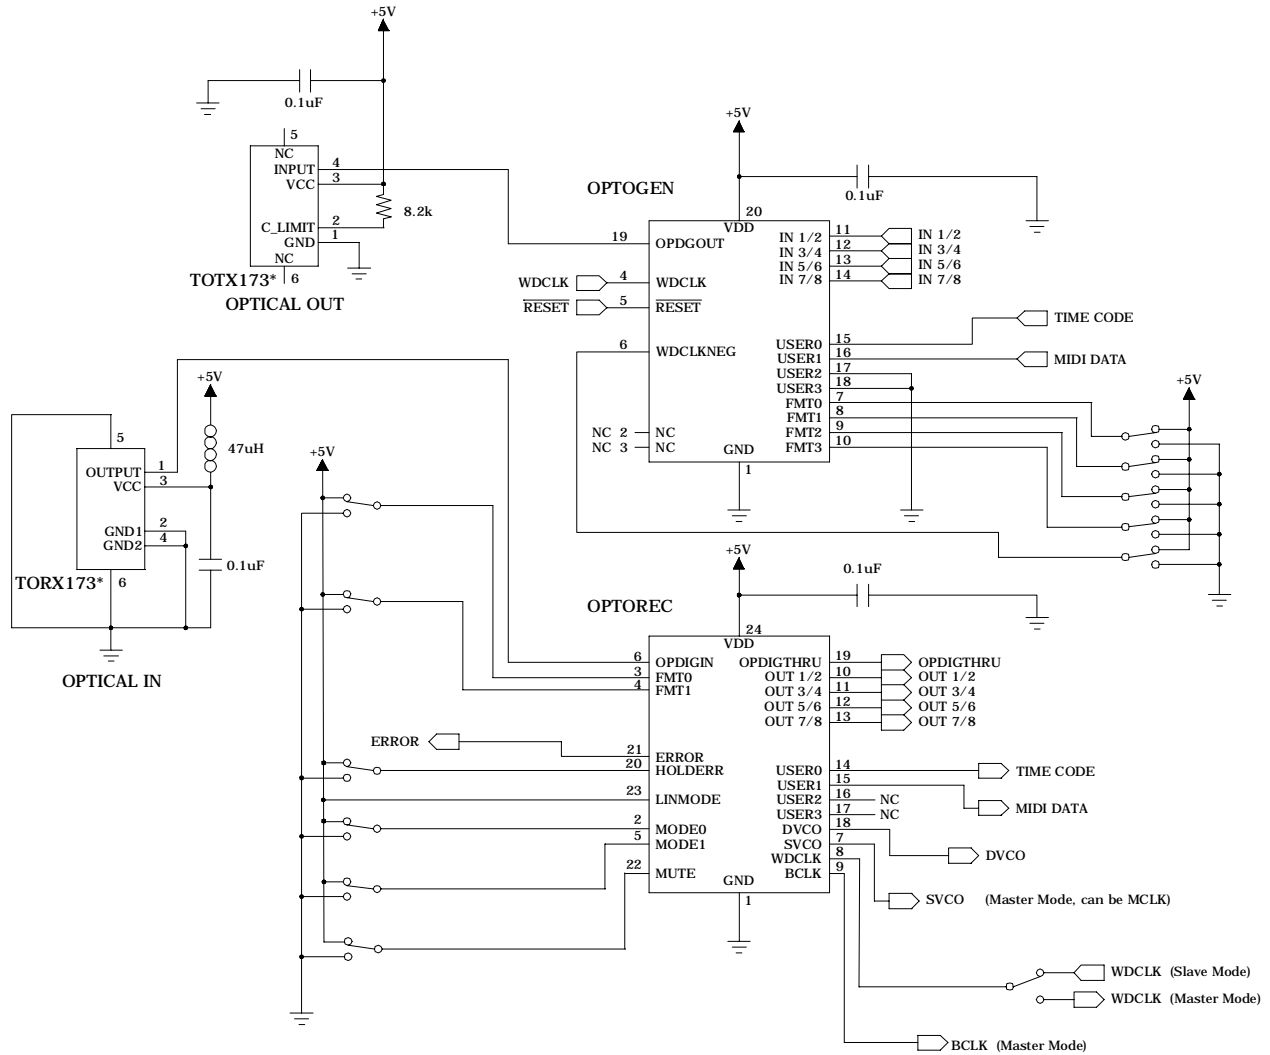 +5V
0.1uF
5
NC
INPUT 4
VCC 3
8.2k
C_LIMIT 2
GND 1
NC
6
TOTX173*
OPTICAL OUT
+5V
0.1uF
OPTOGEN
20
VDD
19 OPDGOUT
WDCLK 4 WDCLK
RESET 5 RESET
6 WDCLKNEG
NC 2 NC
NC 3 NC
GND
1
IN 1/2 11 IN 1/2
IN 3/4 12 IN 3/4
IN 5/6 13 IN 5/6
IN 7/8 14 IN 7/8
USER0 15 TIME CODE
USER1 16 MIDI DATA
USER2 17
USER3 18
FMT0 7
FMT1 8
FMT2 9
FMT3 10
+5V
+5V
47uH
5
OUTPUT 1
VCC 3
GND1 2
GND2 4
0.1uF
TORX173* 6
OPTICAL IN
+5V
+5V
0.1uF
OPTOREC
24
VDD
6 OPDIGIN
3 FMT0
4 FMT1
ERROR 21 ERROR
20 HOLDERR
23 LINMODE
2 MODE0
5 MODE1
22 MUTE
GND
1
OPDIGTHRU 19 OPDIGTHRU
OUT 1/2 10 OUT 1/2
OUT 3/4 11 OUT 3/4
OUT 5/6 12 OUT 5/6
OUT 7/8 13 OUT 7/8
USER0 14 TIME CODE
USER1 15 MIDI DATA
USER2 16 NC
USER3 17 NC
DVCO 18 DVCO
SVCO 7 SVCO (Master Mode, can be MCLK)
WDCLK 8
BCLK 9
WDCLK (Slave Mode)
WDCLK (Master Mode)
BCLK (Master Mode)